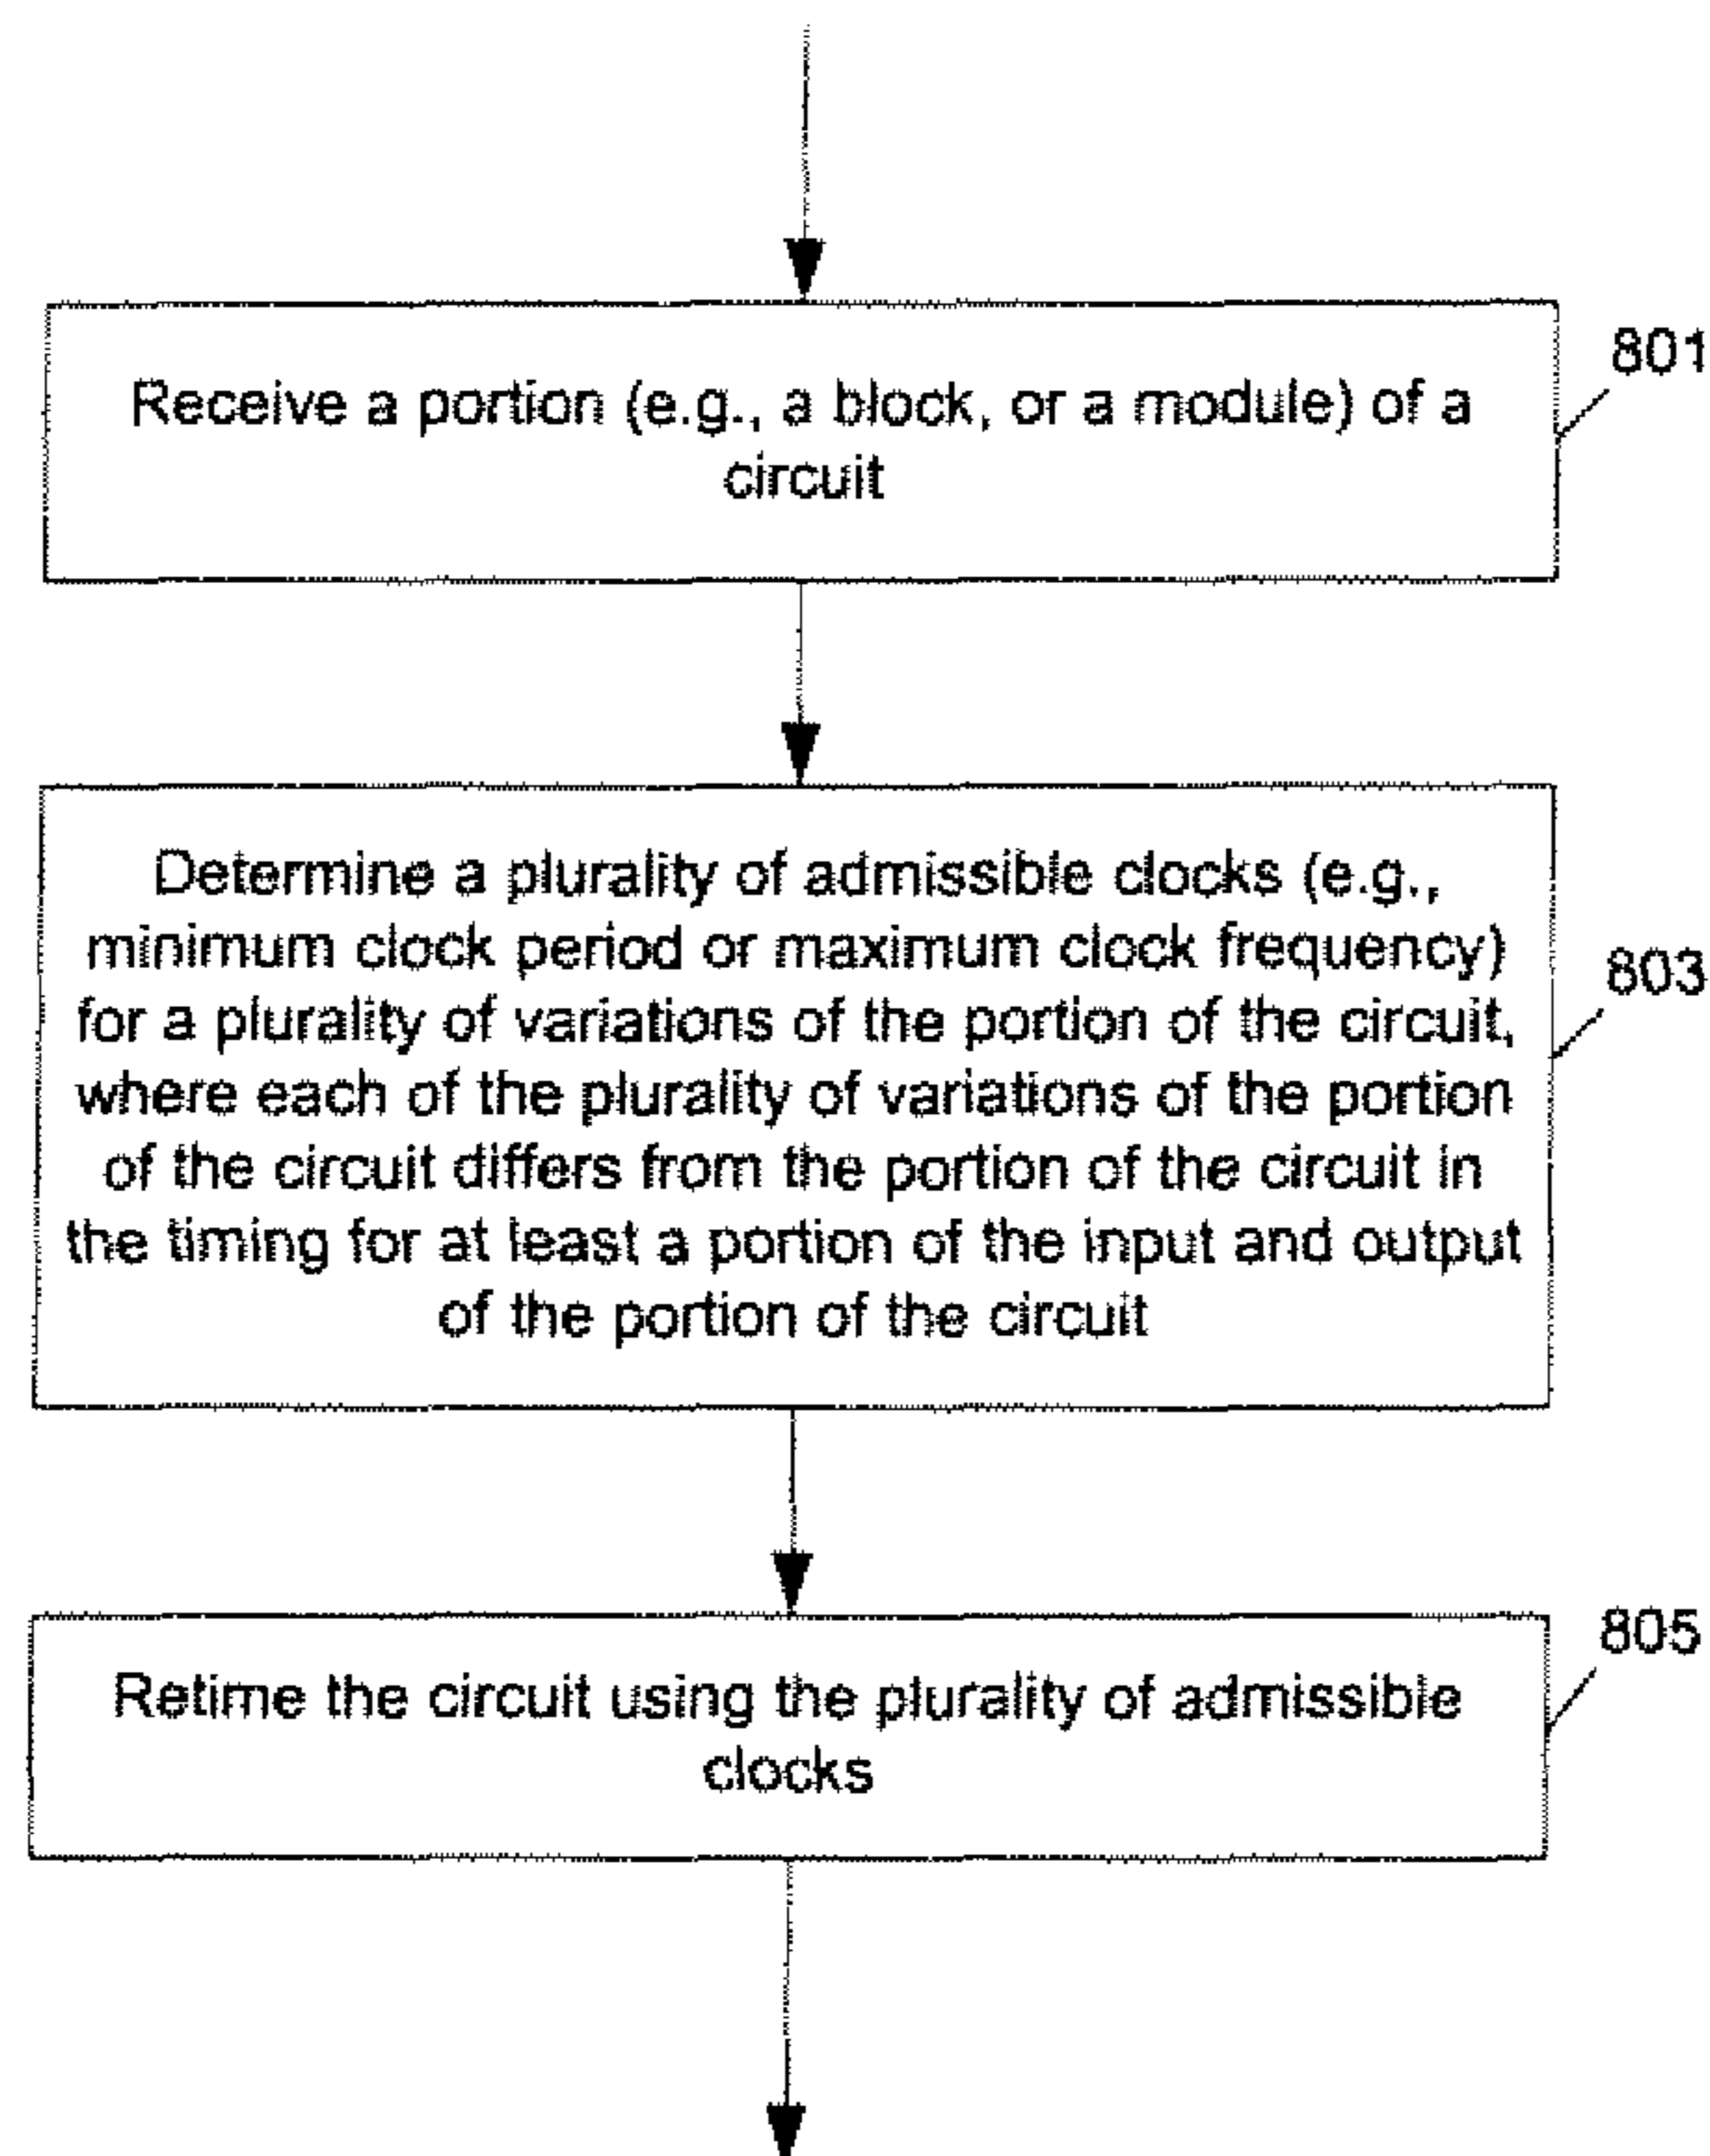 801
Receive a portion (e.g., a block, or a module) of a
circuit
Determine a plurality of admissible clocks (e.g.,
minimum clock period or maximum clock frequency)
for a plurality of variations of the portion of the circuit,
where each of the plurality of variations of the portion
of the circuit differs from the portion of the circuit in
the timing for at least a portion of the input and output
of the portion of the circuit
803
Retime the circuit using the plurality of admissible
clocks
805